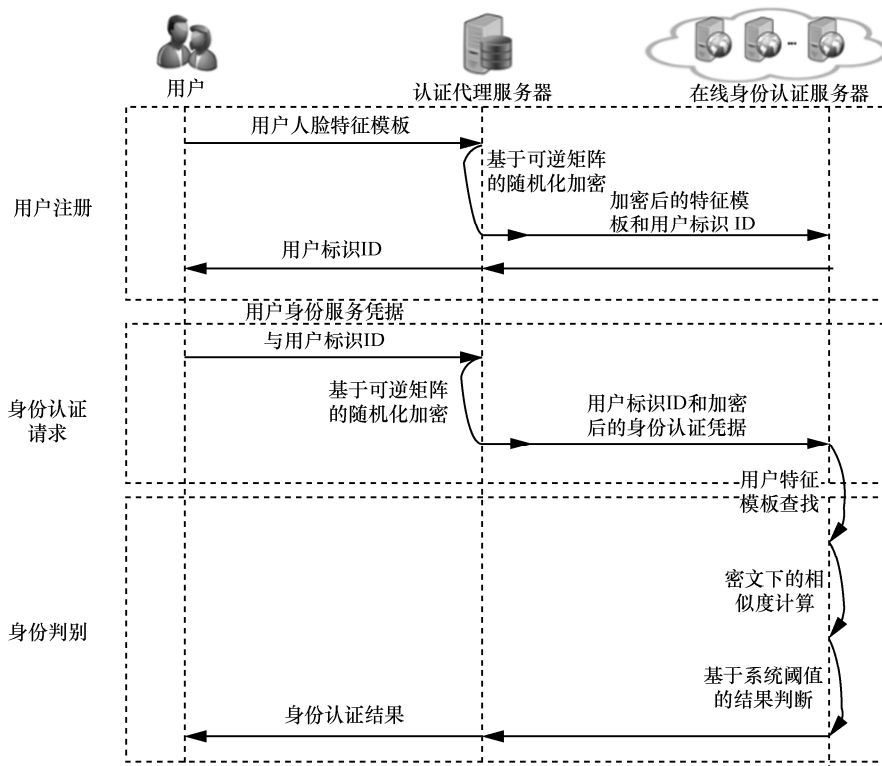 用户
认证代理服务器
在线身份认证服务器
用户人脸特征模板
基于可逆矩阵
的随机化加密
加密后的特征模
板和用户标识 ID
用户注册
用户标识ID
用户身份服务凭据
与用户标识ID
基于可逆矩阵
的随机化加密
用户标识ID和加密
后的身份认证凭据
身份认证
请求
用户特征
模板查找
密文下的相
似度计算
身份判别
基于系统阈值
的结果判断
身份认证结果